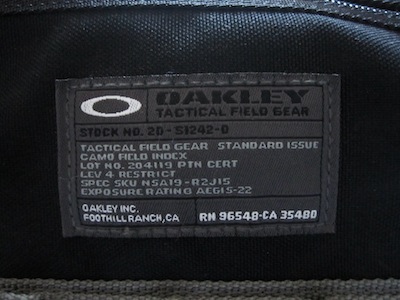 OAKLEY
TACTICAL FIELD GEAR
STOCK NO. 20-S1242-0
TACTICAL FIELD GEAR STANDARD ISSUE
CAMO FIELD INDEX
LOT NO. 204119 PTN CERT
LEV 4 RESTRICT
SPEC SKU NSA19-R2J15
EXPOSURE RATING AEGIS-22
OAKLEY INC.
FOOTHILL RANCH, CA
RN 96548-CA 35480